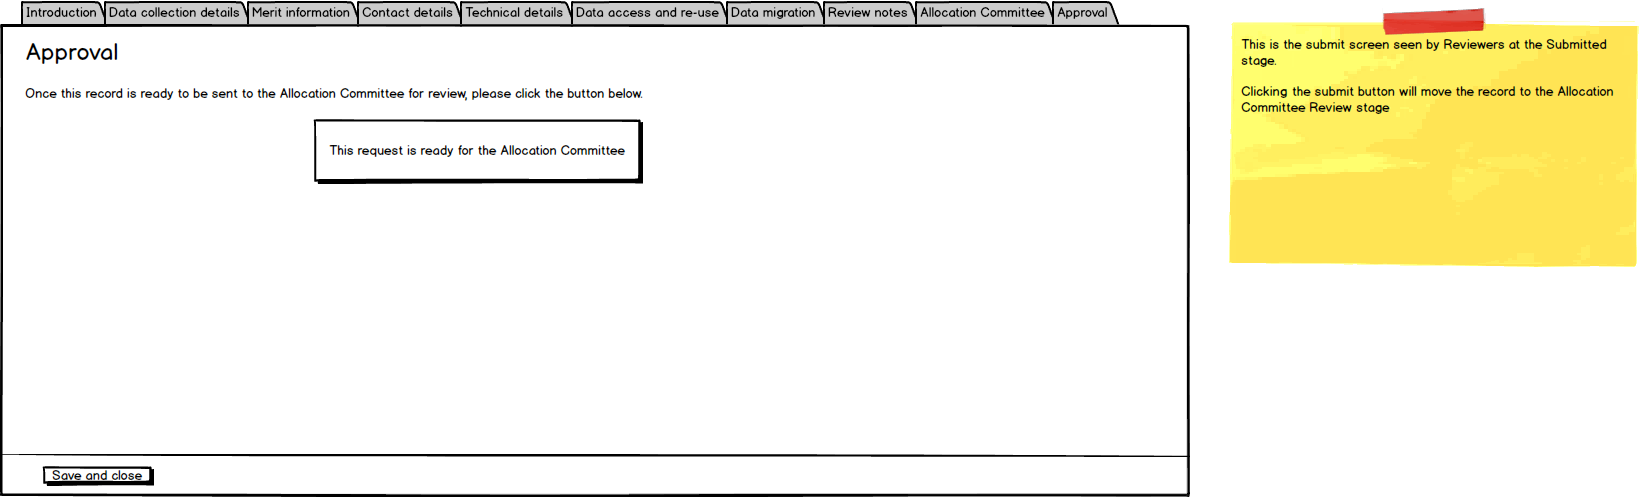 Introduction Data collection details Merit information Contact details Technical details Data access and re-use Data migration Review notes Allocation Committee Approval
Approval
Once this record is ready to be sent to the Allocation Committee for review, please click the button below.
This request is ready for the Allocation Committee
Save and close
This is the submit screen seen by Reviewers at the Submitted
stage.
Clicking the submit button will move the record to the Allocation
Committee Review stage